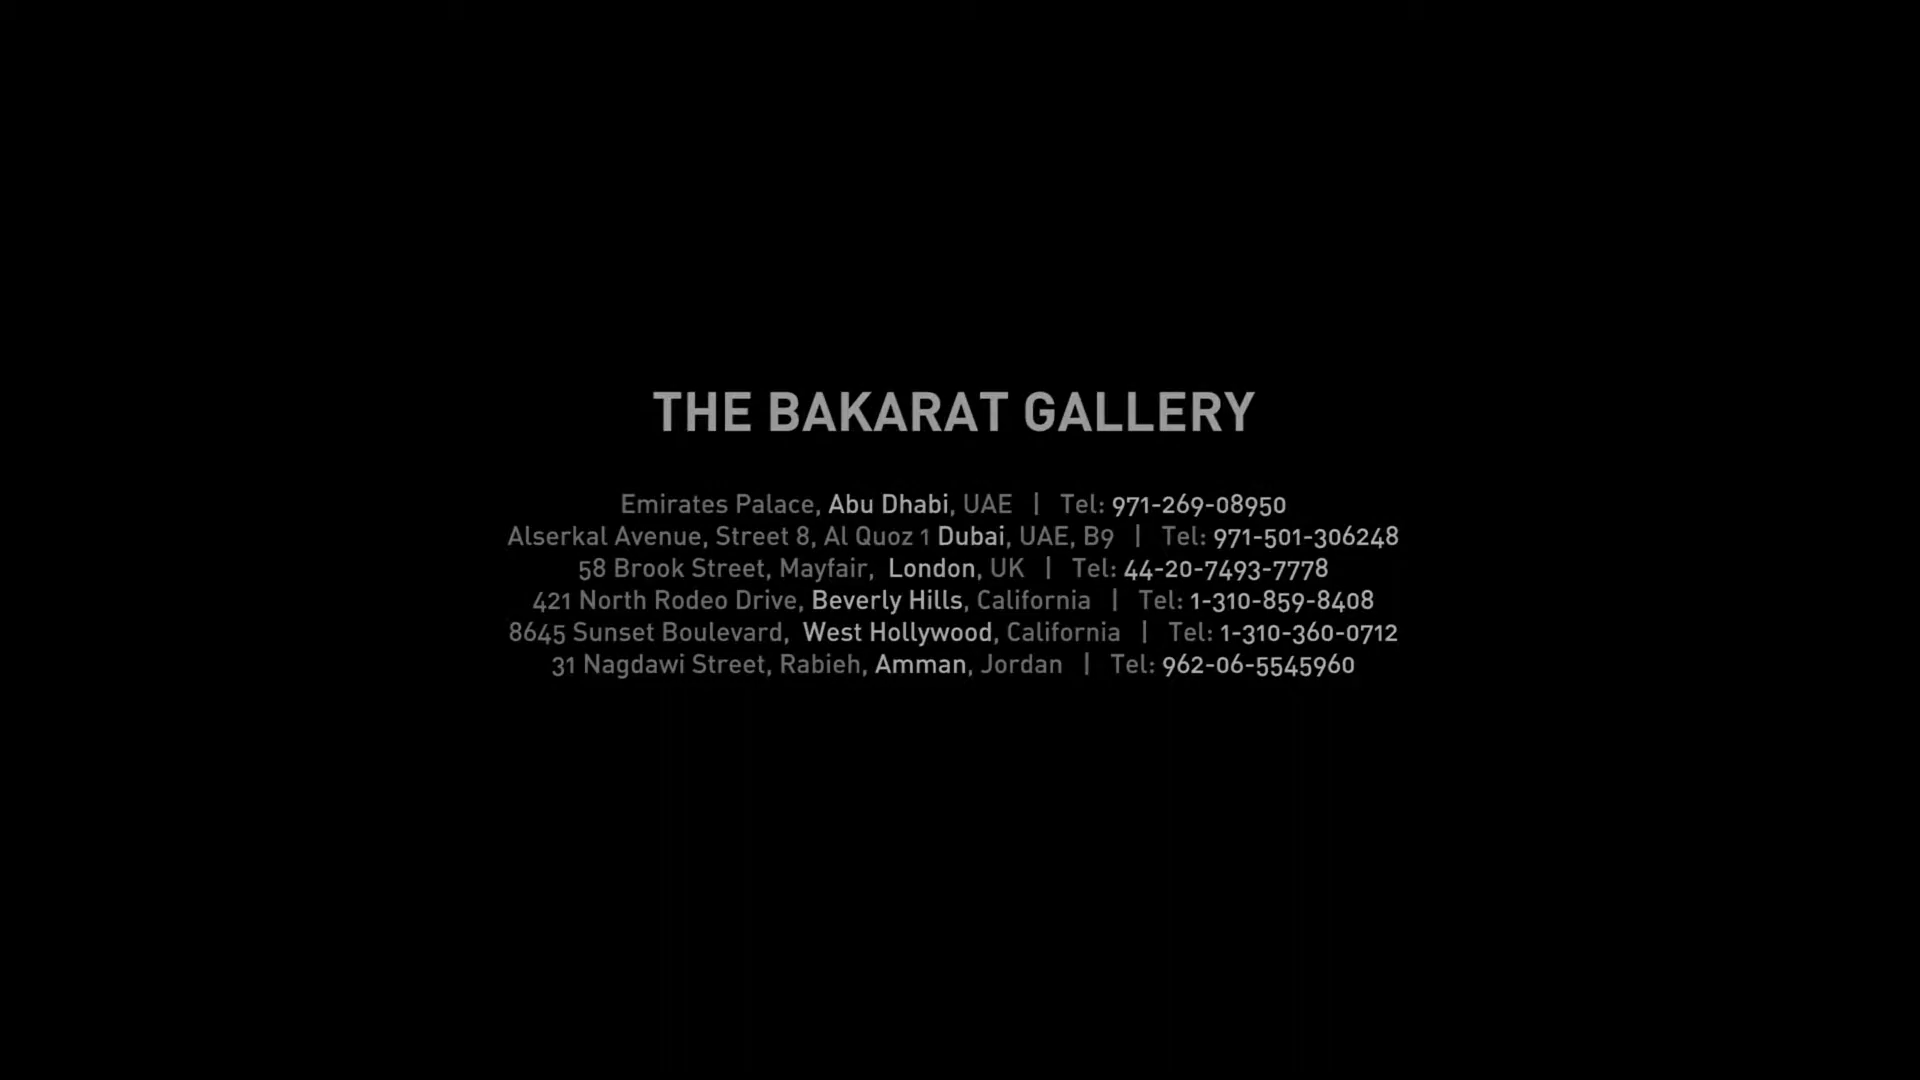 THE BAKARAT GALLERY
Emirates Palace, Abu Dhabi, UAE | Tel: 971-269-08950
Alserkal Avenue, Street 8, Al Quoz 1 Dubai, UAE, B9 | Tel: 971-501-306248
58 Brook Street, Mayfair, London, UK | Tel: 44-20-7493-7778
421 North Rodeo Drive, Beverly Hills, California | Tel: 1-310-859-8408
8645 Sunset Boulevard, West Hollywood, California | Tel: 1-310-360-0712
31 Nagdawi Street, Rabieh, Amman, Jordan | Tel: 962-06-5545960